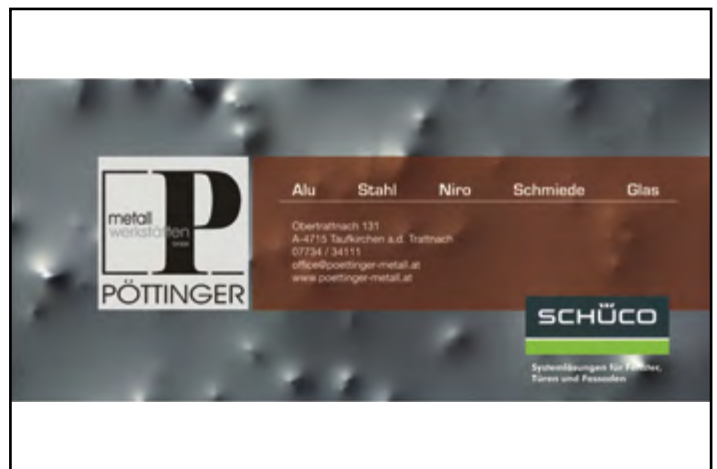 metall
werkstätten
GmbH
P
PÖTTINGER
Alu Stahl Niro Schmiede Glas
Obertrattnach 131
A-4715 Taufkirchen a.d. Trattnach
07734 / 34111
office@poettinger-metall.at
www.poettinger-metall.at
SCHÜCO
Systemlösungen für Fenster,
Türen und Fassaden